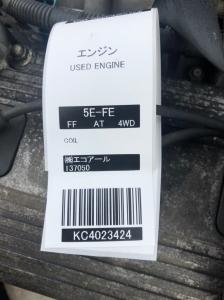 エンジン
USED ENGINE
5E-FE
FF AT 4WD
COIL
㈱エコアール
137050
KC4023424